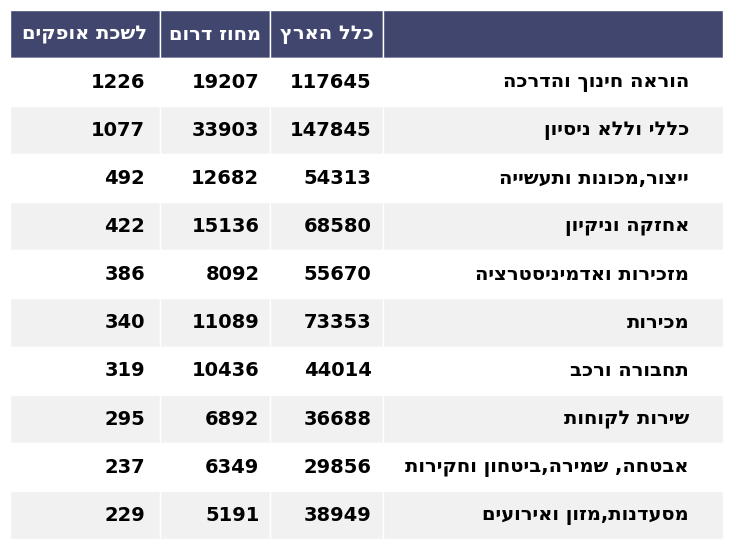 כלל הארץ מחוז דרום לשכת אופקים
הוראה חינוך והדרכה 117645 19207 1226
כללי וללא ניסיון 147845 33903 1077
ייצור,מכונות ותעשייה 54313 12682 492
אחזקה וניקיון 68580 15136 422
מזכירות ואדמיניסטרציה 55670 8092 386
מכירות 73353 11089 340
תחבורה ורכב 44014 10436 319
שירות לקוחות 36688 6892 295
אבטחה, שמירה,ביטחון וחקירות 29856 6349 237
מסעדנות,מזון ואירועים 38949 5191 229